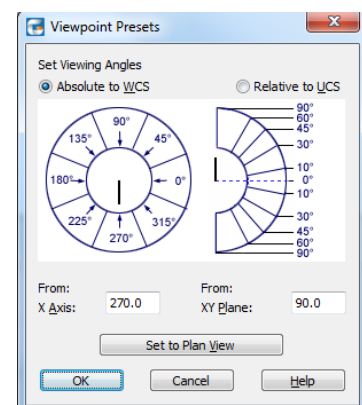 Viewpoint Presets
Set Viewing Angles
Absolute to WCS
Relative to UCS
90°
135°
45°
180°
0°
225°
315°
270°
90°
60°
45°
30°
10°
0°
10°
30°
45°
60°
90°
From:
X Axis:
270.0
From:
XY Plane:
90.0
Set to Plan View
OK
Cancel
Help